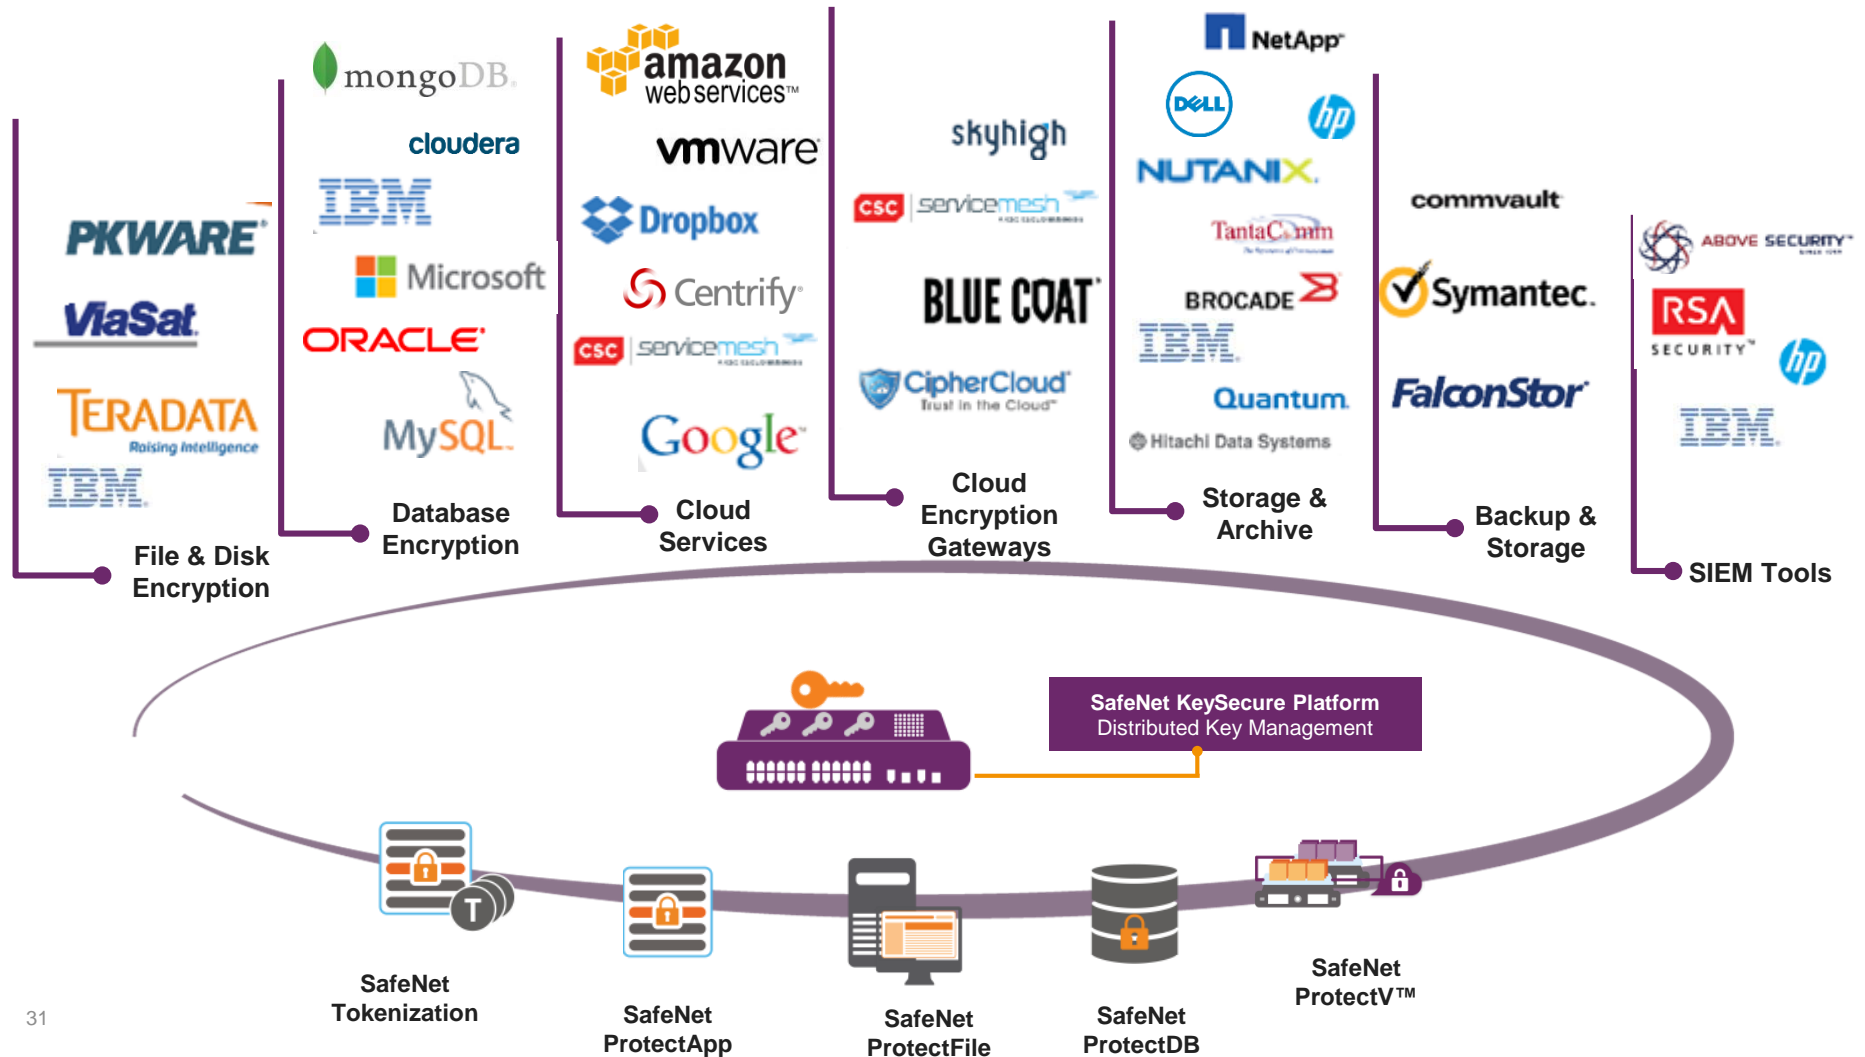 PKWARE®
ViaSat
TERADATA
Raising Intelligence
IBM
File & Disk
Encryption
mongoDB
cloudera
IBM
Microsoft
ORACLE
MySQL
Database
Encryption
amazon
web services™
vmware
Dropbox
Centrify
CSC servicemesh
Google
Cloud
Services
skyhigh
CSC servicemesh
BLUE COAT
CipherCloud
Trust in the Cloud
Cloud
Encryption
Gateways
NetApp
DELL
hp
NUTANIX
TantaComm
BROCADE
IBM
Quantum
Hitachi Data Systems
Storage &
Archive
commvault
Symantec
FalconStor
Backup &
Storage
ABOVE SECURITY
RSA
SECURITY™
hp
IBM
SIEM Tools
SafeNet KeySecure Platform
Distributed Key Management
T
SafeNet
Tokenization
SafeNet
ProtectApp
SafeNet
ProtectFile
SafeNet
ProtectDB
SafeNet
ProtectV™
31